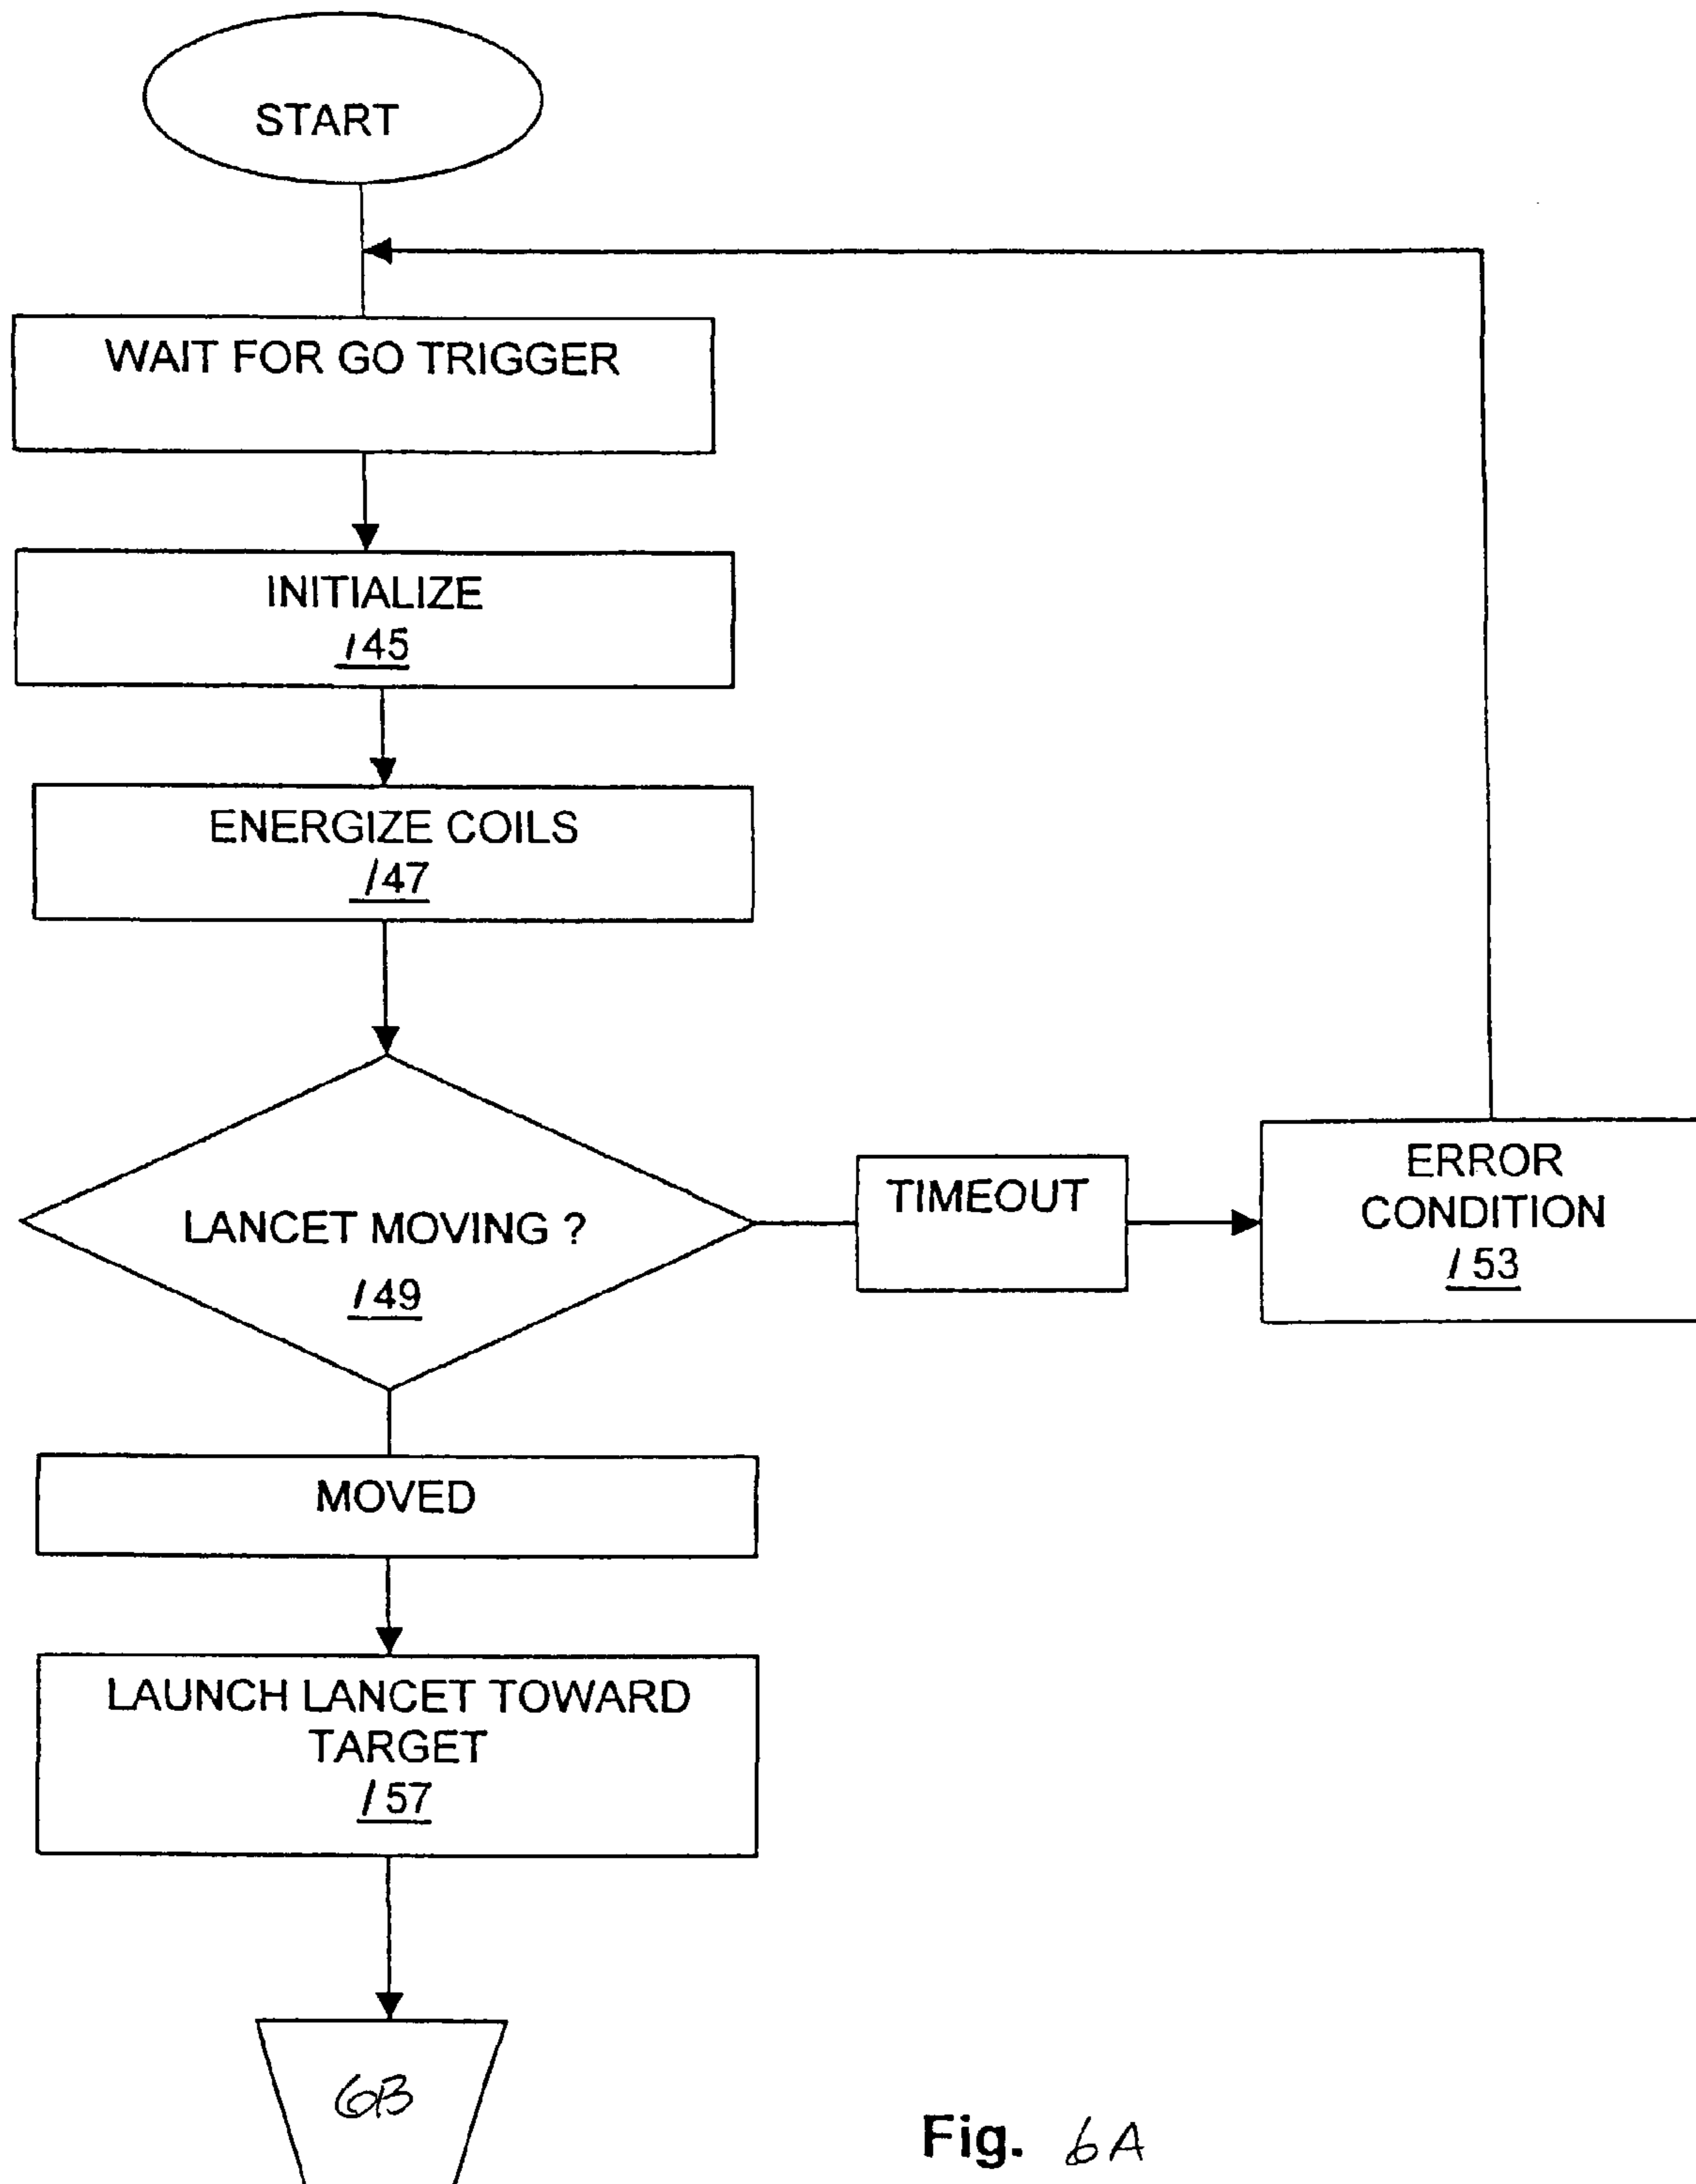 START
WAIT FOR GO TRIGGER
INITIALIZE
145
ENERGIZE COILS
147
LANCET MOVING ?
149
TIMEOUT
ERROR
CONDITION
153
MOVED
LAUNCH LANCET TOWARD
TARGET
157
6B
Fig. 6A